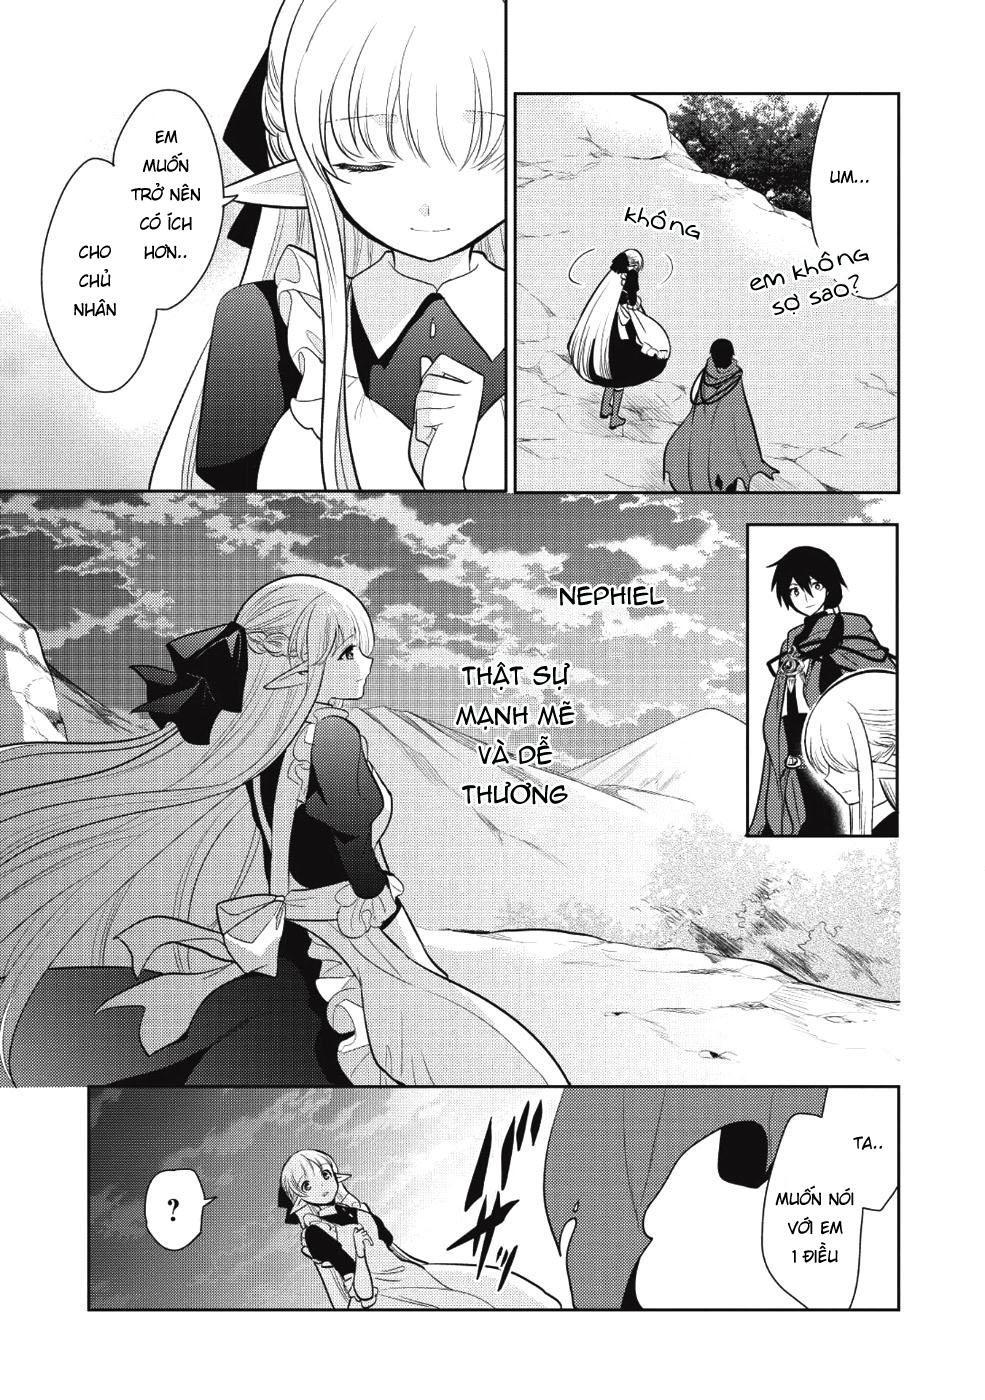 UM...
em không
sợ sao?
không
EM
MUỐN
TRỞ NÊN
CÓ ÍCH
HƠN..
CHO
CHỦ
NHÂN
NEPHIEL
THẬT SỰ
MẠNH MẼ
VÀ DỄ
THƯƠNG
TA..
MUỐN NÓI
VỚI EM
1 ĐIỀU
?